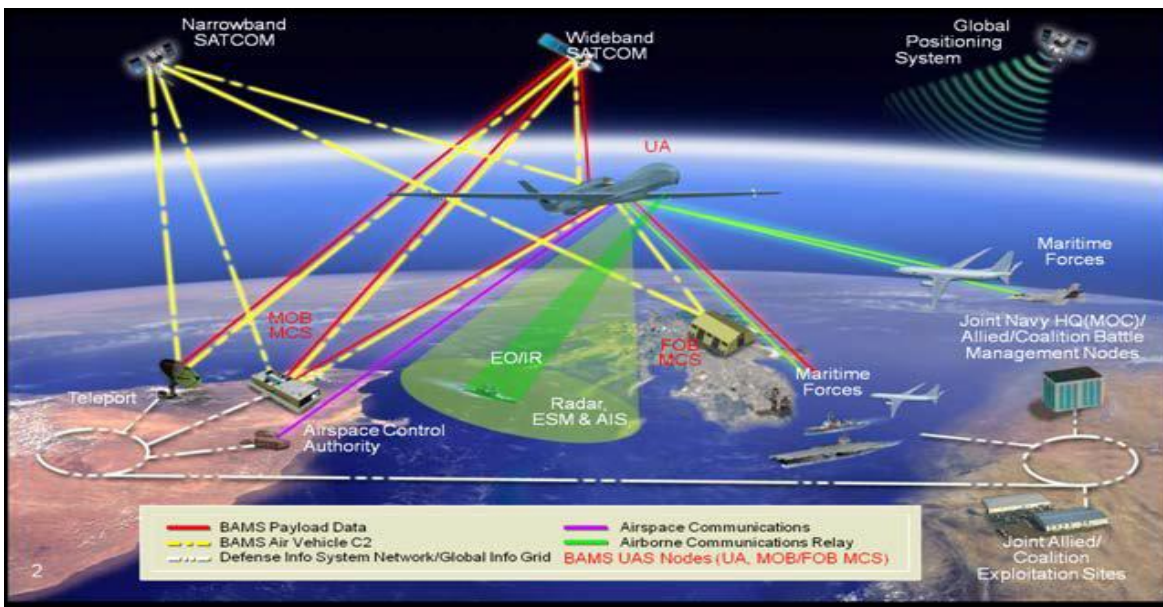 Narrowband
SATCOM
Wideband
SATCOM
Global
Positioning
System
UA
MOB
MCS
Teleport
Airspace Control
Authority
EO/IR
Radar,
ESM & AIS
FOB
MCS
Maritime
Forces
Maritime
Forces
Joint Navy HQ(MOC)/
Allied/Coalition Battle
Management Nodes
Joint Allied/
Coalition
Exploitation Sites
BAMS Payload Data
BAMS Air Vehicle C2
Defense Info System Network/Global Info Grid
Airspace Communications
Airborne Communications Relay
BAMS UAS Nodes (UA, MOB/FOB MCS)
2